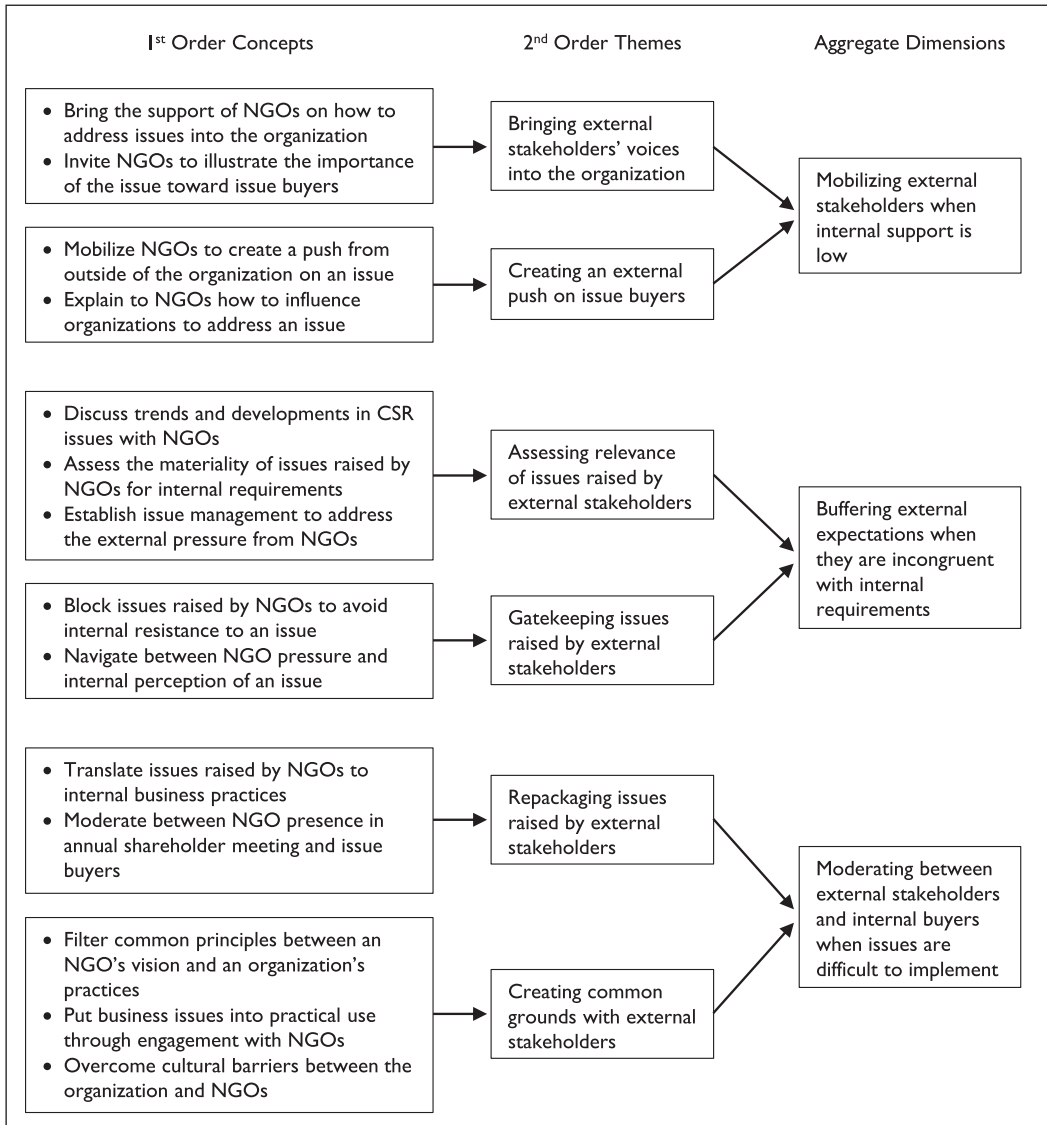 1st Order Concepts
2nd Order Themes
Aggregate Dimensions
• Bring the support of NGOs on how to
address issues into the organization
• Invite NGOs to illustrate the importance
of the issue toward issue buyers
Bringing external
stakeholders' voices
into the organization
• Mobilize NGOs to create a push from
outside of the organization on an issue
• Explain to NGOs how to influence
organizations to address an issue
Creating an external
push on issue buyers
Mobilizing external
stakeholders when
internal support is
low
• Discuss trends and developments in CSR
issues with NGOs
• Assess the materiality of issues raised by
NGOs for internal requirements
• Establish issue management to address
the external pressure from NGOs
Assessing relevance
of issues raised by
external stakeholders
• Block issues raised by NGOs to avoid
internal resistance to an issue
• Navigate between NGO pressure and
internal perception of an issue
Gatekeeping issues
raised by external
stakeholders
Buffering external
expectations when
they are incongruent
with internal
requirements
• Translate issues raised by NGOs to
internal business practices
• Moderate between NGO presence in
annual shareholder meeting and issue
buyers
Repackaging issues
raised by external
stakeholders
• Filter common principles between an
NGO's vision and an organization's
practices
• Put business issues into practical use
through engagement with NGOs
• Overcome cultural barriers between the
organization and NGOs
Creating common
grounds with external
stakeholders
Moderating between
external stakeholders
and internal buyers
when issues are
difficult to implement